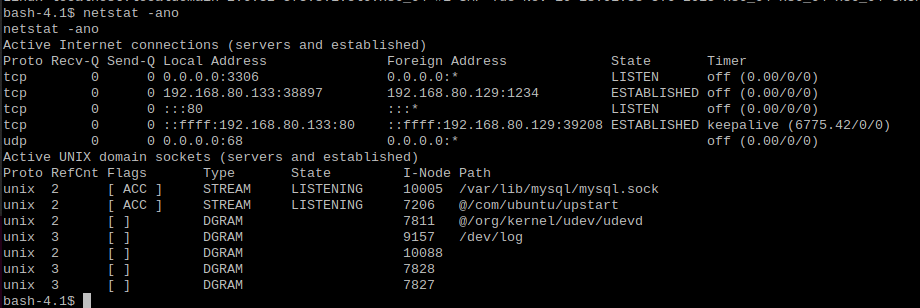 bash-4.1$ netstat -ano
netstat -ano
Active Internet connections (servers and established)
Proto Recv-Q Send-Q Local Address               Foreign Address             State       Timer
tcp        0      0 0.0.0.0:3306                0.0.0.0:*                   LISTEN      off (0.00/0/0)
tcp        0      0 192.168.80.133:38897        192.168.80.129:1234         ESTABLISHED off (0.00/0/0)
tcp        0      0 :::80                       :::*                        LISTEN      off (0.00/0/0)
tcp        0      0 ::ffff:192.168.80.133:80    ::ffff:192.168.80.129:39208 ESTABLISHED keepalive (6775.42/0/0)
udp        0      0 0.0.0.0:68                  0.0.0.0:*                               off (0.00/0/0)
Active UNIX domain sockets (servers and established)
Proto RefCnt Flags       Type       State         I-Node Path
unix  2      [ ACC ]     STREAM     LISTENING     10005  /var/lib/mysql/mysql.sock
unix  2      [ ACC ]     STREAM     LISTENING     7206   @/com/ubuntu/upstart
unix  2      [ ]         DGRAM                    7811   @/org/kernel/udev/udevd
unix  3      [ ]         DGRAM                    9157   /dev/log
unix  2      [ ]         DGRAM                    10088
unix  3      [ ]         DGRAM                    7828
unix  3      [ ]         DGRAM                    7827
bash-4.1$